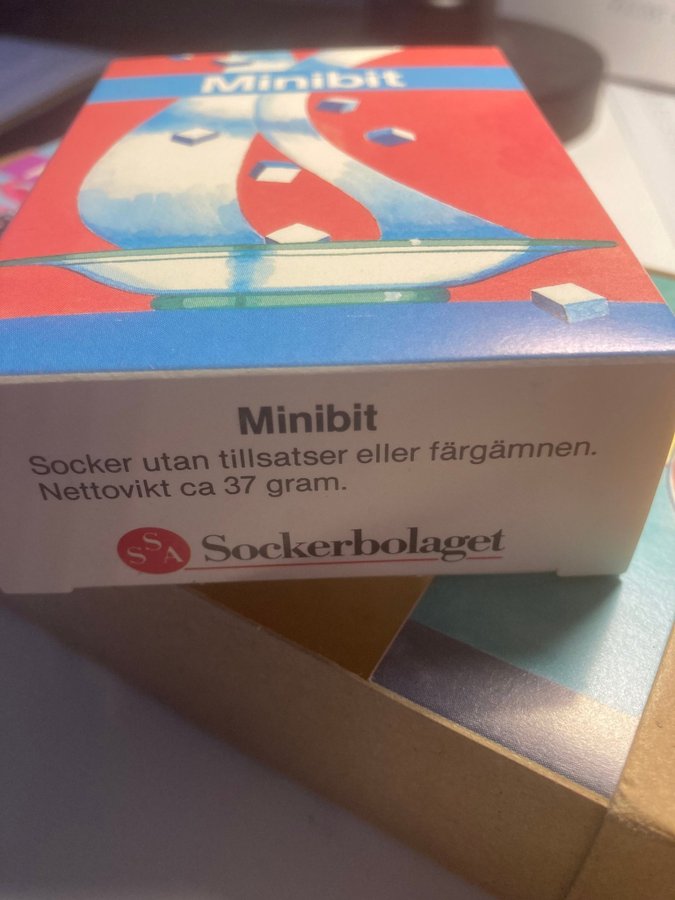 Minibit
Minibit
Socker utan tillsatser eller färgämnen.
Nettovikt ca 37 gram.
SSA Sockerbolaget